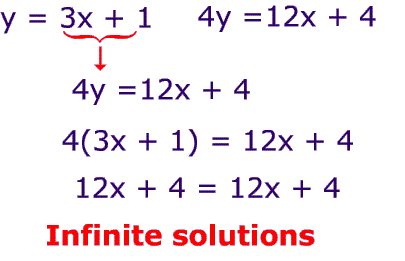 y = 3x + 1 4y =12x + 4
4y =12x + 4
4(3x + 1) = 12x + 4
12x + 4 = 12x + 4
Infinite solutions